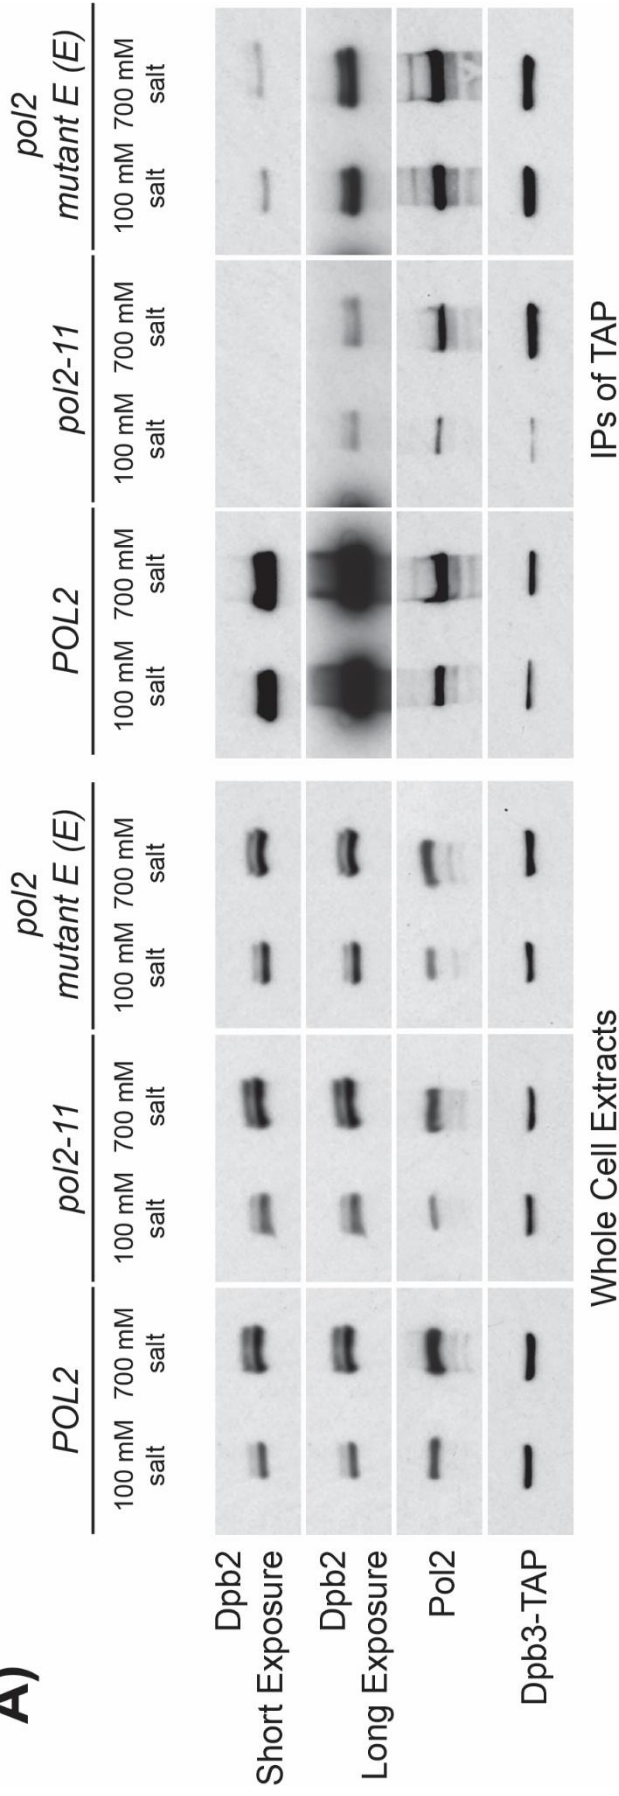 A)
POL2
pol2-11
pol2
mutant E (E)
POL2
pol2-11
pol2
mutant E (E)
100 mM
salt
700 mM
salt
100 mM
salt
700 mM
salt
100 mM
salt
700 mM
salt
100 mM
salt
700 mM
salt
100 mM
salt
700 mM
salt
100 mM
salt
700 mM
salt
Dpb2
Short Exposure
Dpb2
Long Exposure
Pol2
Dpb3-TAP
Whole Cell Extracts
IPs of TAP